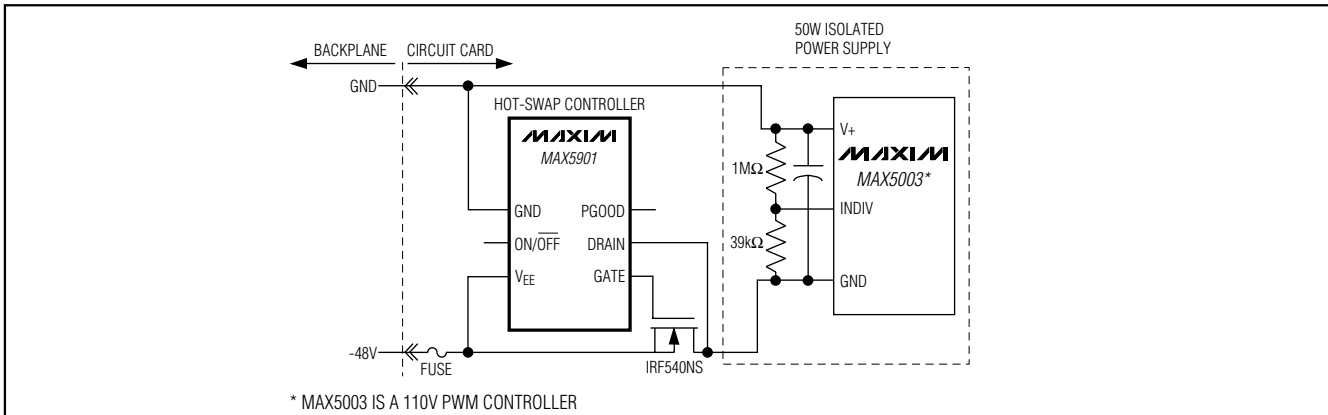 50W ISOLATED
POWER SUPPLY
BACKPLANE
CIRCUIT CARD
GND
HOT-SWAP CONTROLLER
MAXIM
MAX5901
GND
PGOOD
ON/OFF
DRAIN
VEE
GATE
V+
MAXIM
MAX5003*
1MΩ
INDIV
39kΩ
GND
-48V
FUSE
IRF540NS
* MAX5003 IS A 110V PWM CONTROLLER